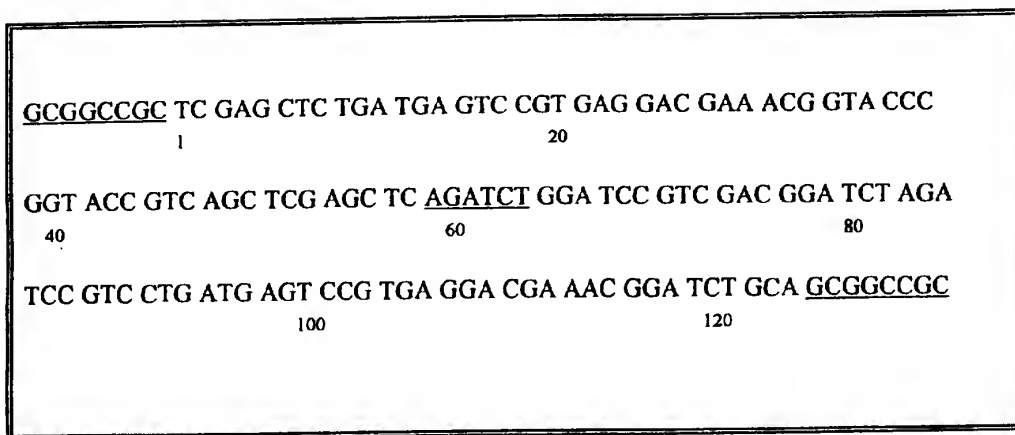 GCGGCCGC TC GAG CTC TGA TGA GTC CGT GAG GAC GAA ACG GTA CCC
1 20
GGT ACC GTC AGC TCG AGC TC AGATCT GGA TCC GTC GAC GGA TCT AGA
40 60 80
TCC GTC CTG ATG AGT CCG TGA GGA CGA AAC GGA TCT GCA GCGGCCGC
100 120